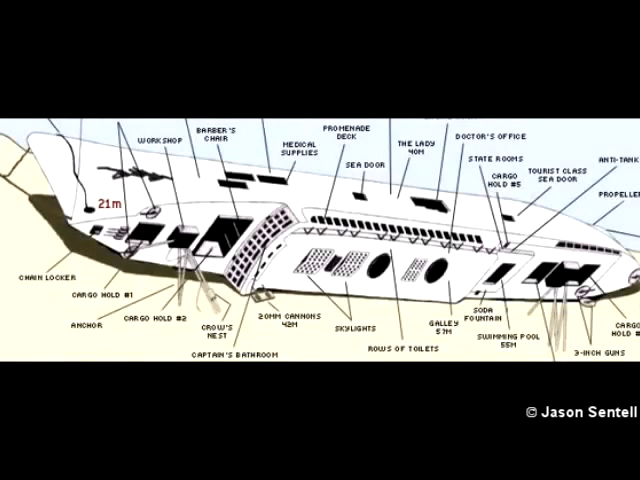 PROMENADE
DECK
BARBER'S
CHAIR
WORKSHOP
MEDICAL
SUPPLIES
SEA DOOR
THE LADY
40M
DOCTOR'S OFFICE
STATE ROOMS
CARGO
HOLD #5
TOURIST CLASS
SEA DOOR
ANTI-TANK
PROPELLE
21m
CHAIN LOCKER
CARGO HOLD #1
ANCHOR
CARGO HOLD #2
CROW'S
NEST
CAPTAIN'S BATHROOM
20MM CANNONS
42M
SKYLIGHTS
ROWS OF TOILETS
GALLEY
57M
SODA
FOUNTAIN
SWIMMING POOL
55M
3-INCH GUNS
CARGO
HOLD #
© Jason Sentell